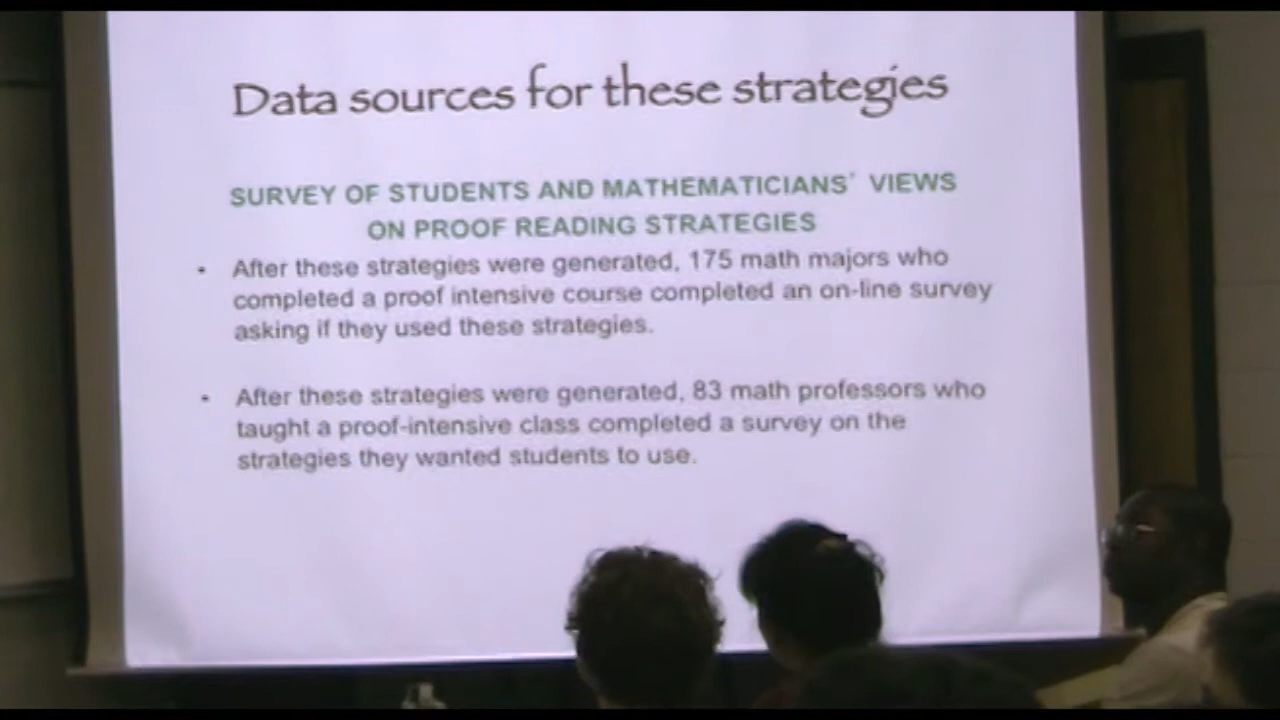 Data sources for these strategies
SURVEY OF STUDENTS AND MATHEMATICIANS' VIEWS
ON PROOF READING STRATEGIES
• After these strategies were generated, 175 math majors who
completed a proof intensive course completed an on-line survey
asking if they used these strategies.
• After these strategies were generated, 83 math professors who
taught a proof-intensive class completed a survey on the
strategies they wanted students to use.